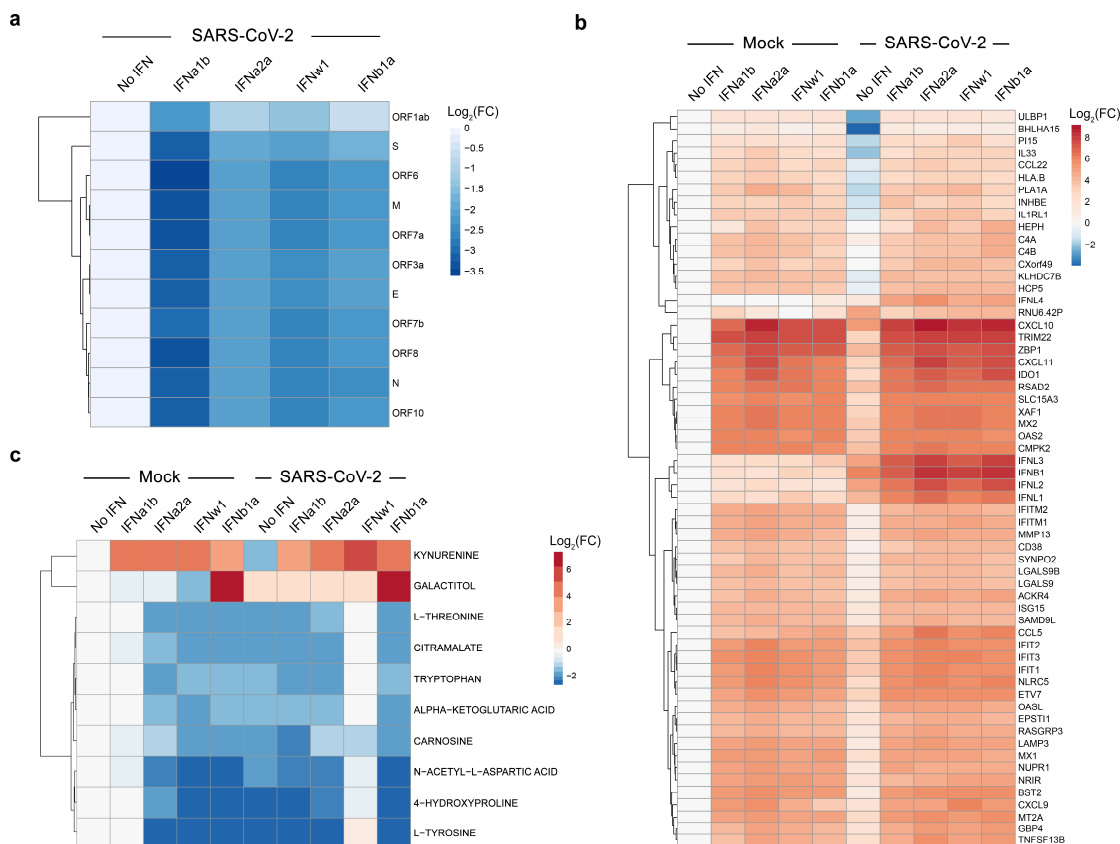 a
SARS-CoV-2
No IFN
IFNa1b
IFNa2a
IFNw1
IFNb1a
ORF1ab
S
ORF6
M
ORF7a
ORF3a
E
ORF7b
ORF8
N
ORF10
Log2(FC)
0
−0.5
−1
−1.5
−2
−2.5
−3
−3.5
b
Mock
SARS-CoV-2
No IFN
IFNa1b
IFNa2a
IFNw1
IFNb1a
No IFN
IFNa1b
IFNa2a
IFNw1
IFNb1a
ULBP1
BHLHA15
PI15
IL33
CCL22
HLA.B
PLA1A
INHBE
IL1RL1
HEPH
C4A
C4B
CXorf49
KLHDC7B
HCP5
IFNL4
RNU6.42P
CXCL10
TRIM22
ZBP1
CXCL11
IDO1
RSAD2
SLC15A3
XAF1
MX2
OAS2
CMPK2
IFNL3
IFNB1
IFNL2
IFNL1
IFITM2
IFITM1
MMP13
CD38
SYNPO2
LGALS9B
LGALS9
ACKR4
ISG15
SAMD9L
CCL5
IFIT2
IFIT3
IFIT1
NLRC5
ETV7
OA3L
EPSTI1
RASGRP3
LAMP3
MX1
NUPR1
NRIR
BST2
CXCL9
MT2A
GBP4
TNFSF13B
Log2(FC)
8
6
4
2
0
−2
c
Mock
SARS-CoV-2
No IFN
IFNa1b
IFNa2a
IFNw1
IFNb1a
No IFN
IFNa1b
IFNa2a
IFNw1
IFNb1a
KYNURENINE
GALACTITOL
L−THREONINE
CITRAMALATE
TRYPTOPHAN
ALPHA−KETOGLUTARIC ACID
CARNOSINE
N−ACETYL−L−ASPARTIC ACID
4−HYDROXYPROLINE
L−TYROSINE
Log2(FC)
6
4
2
0
−2